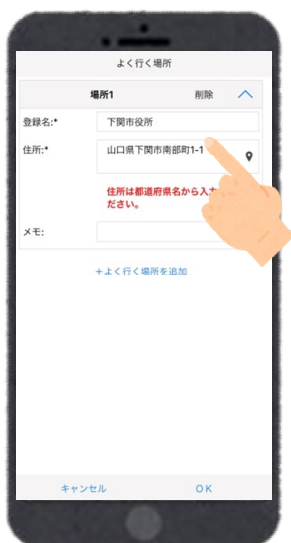 よく行く場所
場所1 削除
登録名:* 下関市役所
住所:* 山口県下関市南部町1-1
住所は都道府県名から入
ださい。
メモ:
+よく行く場所を追加
キャンセル OK